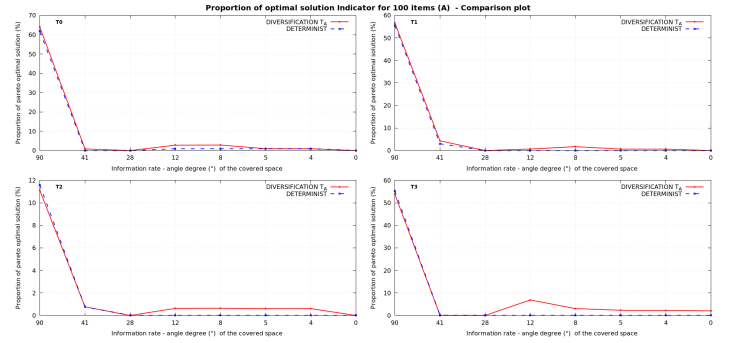 Proportion of optimal solution Indicator for 100 items (A) - Comparison plot
T0
DIVERSIFICATION T_A
DETERMINIST
Proportion of pareto optimal solution (%)
70
60
50
40
30
20
10
0
90 41 28 12 8 5 4 0
Information rate - angle degree (°) of the covered space
T1
DIVERSIFICATION T_A
DETERMINIST
Proportion of pareto optimal solution (%)
60
50
40
30
20
10
0
90 41 28 12 8 5 4 0
Information rate - angle degree (°) of the covered space
T2
DIVERSIFICATION T_A
DETERMINIST
Proportion of pareto optimal solution (%)
12
10
8
6
4
2
0
90 41 28 12 8 5 4 0
Information rate - angle degree (°) of the covered space
T3
DIVERSIFICATION T_A
DETERMINIST
Proportion of pareto optimal solution (%)
60
50
40
30
20
10
0
90 41 28 12 8 5 4 0
Information rate - angle degree (°) of the covered space